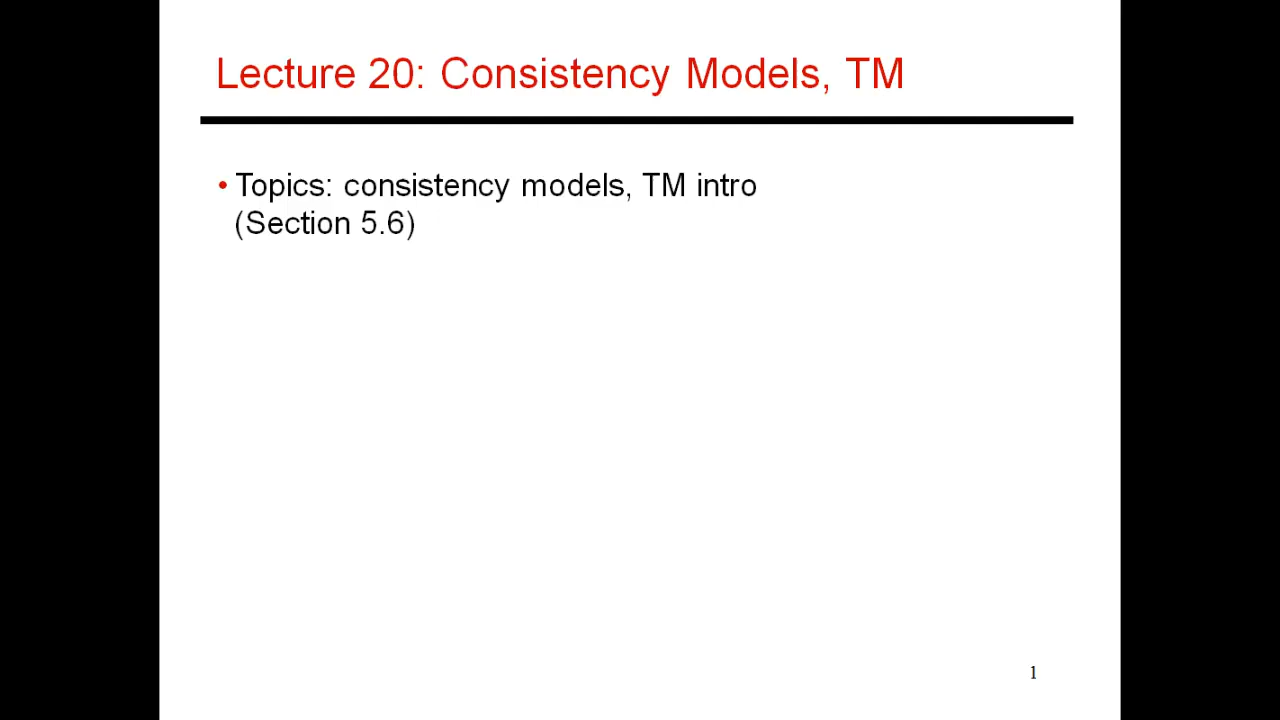 Lecture 20: Consistency Models, TM
• Topics: consistency models, TM intro
(Section 5.6)
1